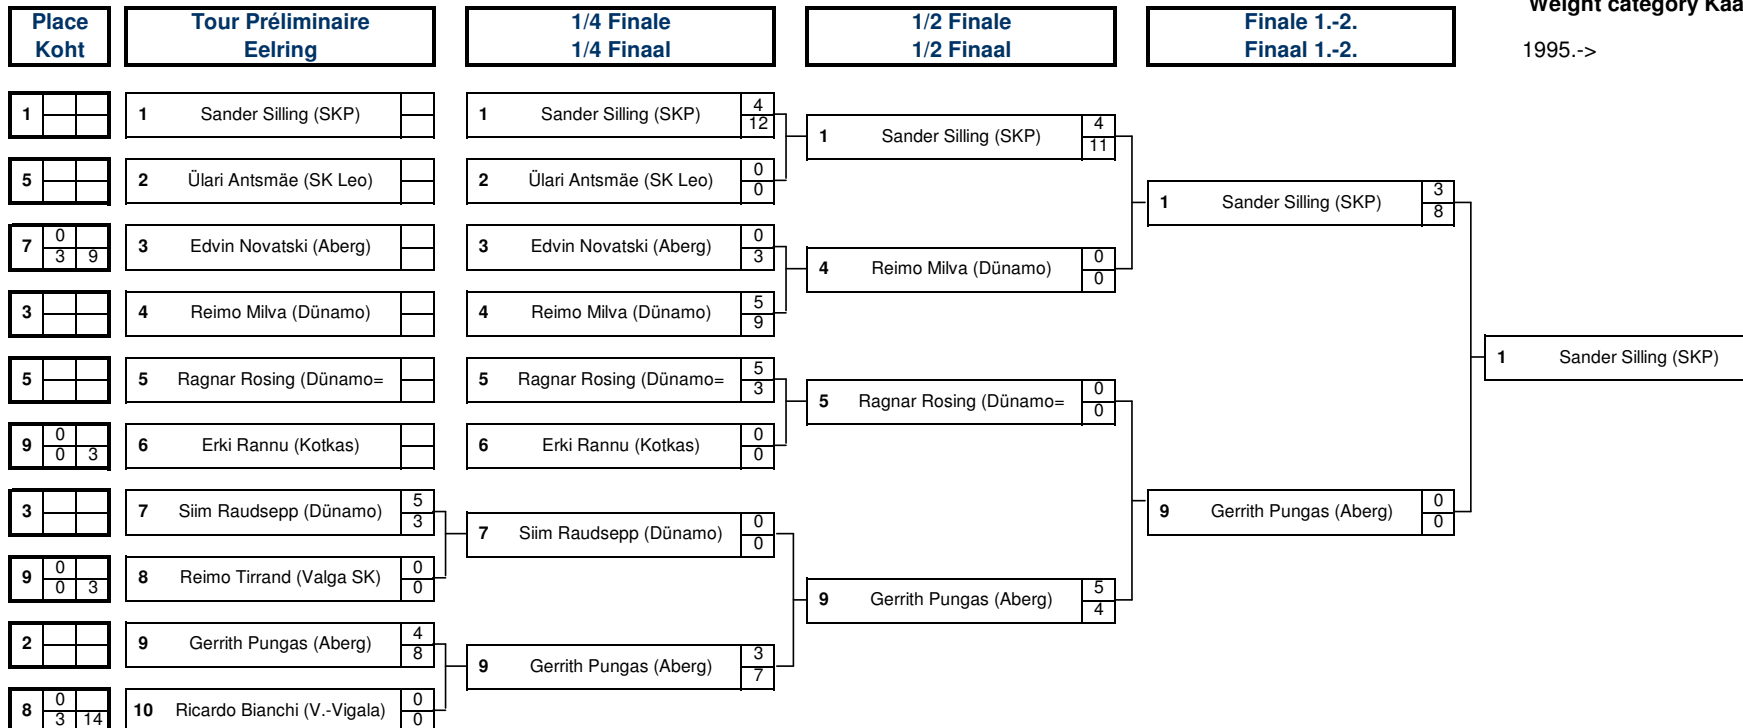 Weight category Kaa
Place
Koht
Tour Préliminaire
Eelring
1/4 Finale
1/4 Finaal
1/2 Finale
1/2 Finaal
Finale 1.-2.
Finaal 1.-2.
1995.->
1
1 Sander Silling (SKP)
1 Sander Silling (SKP) 4
12
1 Sander Silling (SKP) 4
11
5
2 Ülari Antsmäe (SK Leo)
2 Ülari Antsmäe (SK Leo) 0
0
1 Sander Silling (SKP) 3
8
7 0
3 9
3 Edvin Novatski (Aberg)
3 Edvin Novatski (Aberg) 0
3
4 Reimo Milva (Dünamo) 0
0
3
4 Reimo Milva (Dünamo)
4 Reimo Milva (Dünamo) 5
9
1 Sander Silling (SKP)
5
5 Ragnar Rosing (Dünamo=
5 Ragnar Rosing (Dünamo= 5
3
5 Ragnar Rosing (Dünamo= 0
0
9 0
0 3
6 Erki Rannu (Kotkas)
6 Erki Rannu (Kotkas) 0
0
3
7 Siim Raudsepp (Dünamo) 5
3
7 Siim Raudsepp (Dünamo) 0
0
9 Gerrith Pungas (Aberg) 0
0
9 0
0 3
8 Reimo Tirrand (Valga SK) 0
0
9 Gerrith Pungas (Aberg) 5
4
2
9 Gerrith Pungas (Aberg) 4
8
9 Gerrith Pungas (Aberg) 3
7
8 0
3 14
10 Ricardo Bianchi (V.-Vigala) 0
0